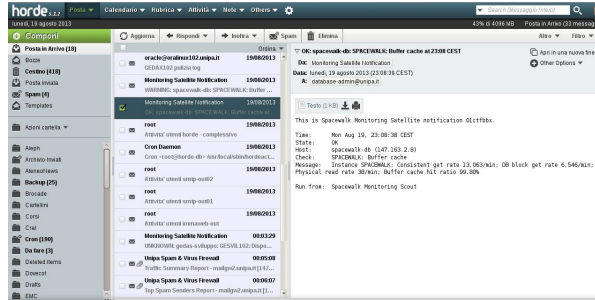 horde 5.1.2 Posta Calendario Rubrica Attività Note Others
Search (Messaggio Intero)
lunedì, 19 agosto 2013
43% di 4096 MB Posta in Arrivo (33 messag
Componi
Aggiorna Rispondi Inoltra Spam Elimina Altro Filtro
Posta in Arrivo (18)
Bozze
Cestino (418)
Posta inviata
Spam (4)
Templates
Azioni cartella
Aleph
Archivio Inviati
AteneoNews
Backup (25)
Brocade
Cartellini
Corsi
Cral
Cron (190)
Da fare (3)
Deleted Items
Dovecot
Drafts
EMC
Ordina
oracle@oralinux102.unipa.it 19/08/2013
GEDAX102 pulizia log
Monitoring Satellite Notification 19/08/2013
WARNING: spacewalk-db: SPACEWALK: Buffer ...
Monitoring Satellite Notification 19/08/2013
OK: spacewalk-db: SPACEWALK: Buffer cache at
root 19/08/2013
Attivita' utenti horde - complessivo
Cron Daemon 19/08/2013
Cron <root@horde-db> /usr/local/sbin/hordeact...
root 19/08/2013
Attivita' utenti smtp-out02
root 19/08/2013
Attivita' utenti smtp-out01
root 19/08/2013
Attivita' utenti immaweb-out
Monitoring Satellite Notification 00:03:29
UNKNOWN: gedas-sviluppo: GESVIL102: Dispo...
Unipa Spam & Virus Firewall 00:05:08
Traffic Summary Report - mailgw2.unipa.it [147...
Unipa Spam & Virus Firewall 00:06:07
Top Spam Senders Report - mailgw2.unipa.it [...
OK: spacewalk-db: SPACEWALK: Buffer cache at 23:08 CEST
Da: Monitoring Satellite Notification
Data: lunedì, 19 agosto 2013 (23:08:39 CEST)
A: database-admin@unipa.it
Apri in una nuova fine
Other Options
Testo (1 KB)
This is Spacewalk Monitoring Satellite notification 01ctfbbx.
Time: Mon Aug 19, 23:08:38 CEST
State: OK
Host: spacewalk-db (147.163.2.8)
Check: SPACEWALK: Buffer cache
Message: Instance SPACEWALK: Consistent get rate 13,063/min; DB block get rate 6,546/min;
Physical read rate 38/min; Buffer cache hit ratio 99.80%
Run from: Spacewalk Monitoring Scout